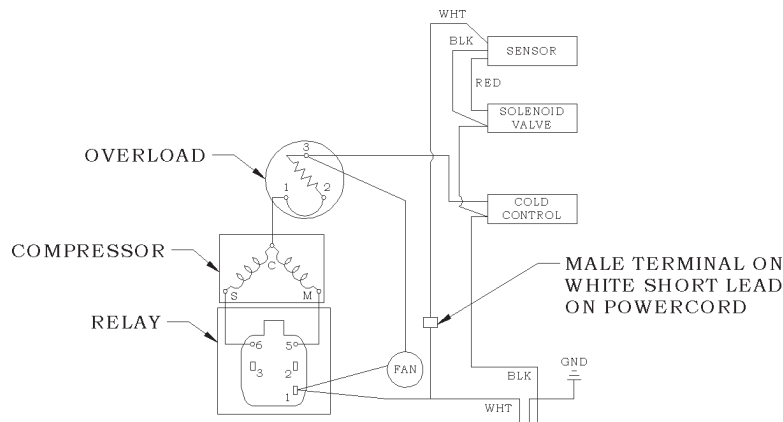 WHT
BLK
SENSOR
RED
SOLENOID
VALVE
OVERLOAD
3
1
2
COLD
CONTROL
COMPRESSOR
C
S
M
MALE TERMINAL ON
WHITE SHORT LEAD
ON POWERCORD
RELAY
6
5
3
2
1
FAN
GND
BLK
WHT